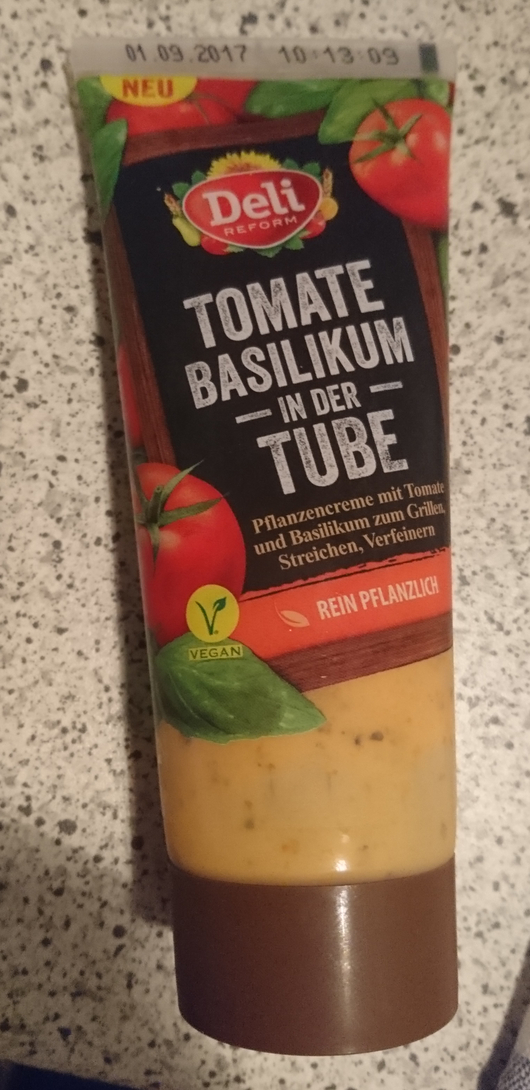 01.09.2017 10:13:09
NEU
Deli
REFORM
TOMATE
BASILIKUM
IN DER
TUBE
Pflanzencreme mit Tomate
und Basilikum zum Grillen,
Streichen, Verfeinern
REIN PFLANZLICH
V
VEGAN